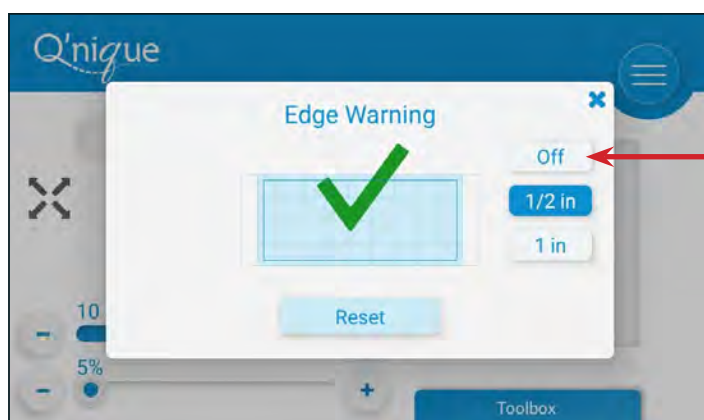 Q'nique
Edge Warning
Off
1/2 in
1 in
Reset
10
5%
Toolbox